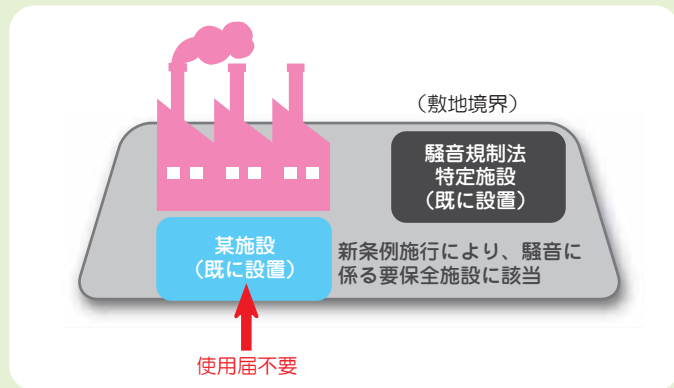 （敷地境界）
騒音規制法
特定施設
（既に設置）
某施設
（既に設置）
新条例施行により、騒音に
係る要保全施設に該当
使用届不要